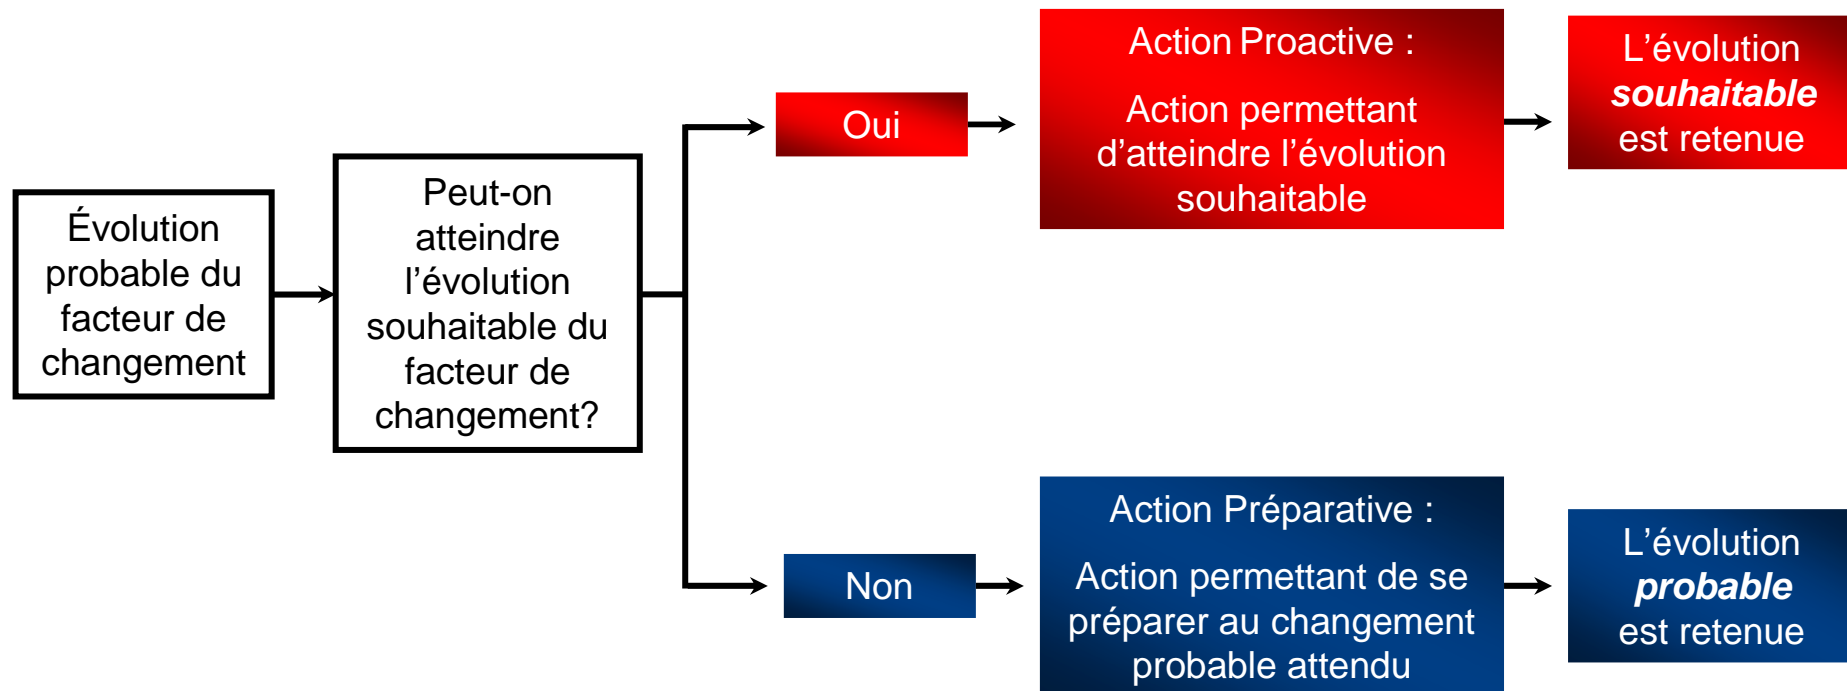 Évolution
probable du
facteur de
changement
Peut-on
atteindre
l’évolution
souhaitable du
facteur de
changement?
Oui
Action Proactive :
Action permettant
d’atteindre l’évolution
souhaitable
L’évolution
souhaitable
est retenue
Non
Action Préparative :
Action permettant de se
préparer au changement
probable attendu
L’évolution
probable
est retenue